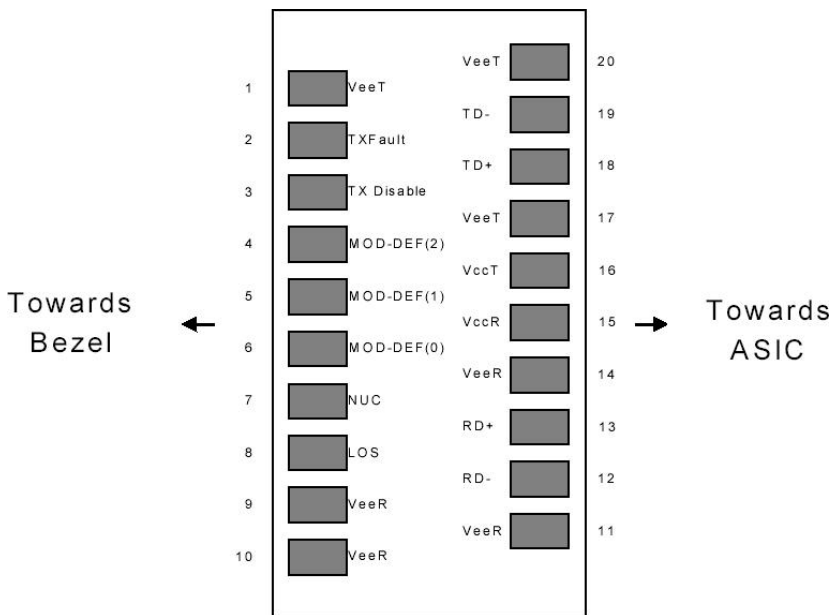 1 VeeT
2 TXFault
3 TX Disable
4 MOD-DEF(2)
5 MOD-DEF(1)
6 MOD-DEF(0)
7 NUC
8 LOS
9 VeeR
10 VeeR
VeeT 20
TD- 19
TD+ 18
VeeT 17
VccT 16
VccR 15
VeeR 14
RD+ 13
RD- 12
VeeR 11
Towards
Bezel
Towards
ASIC